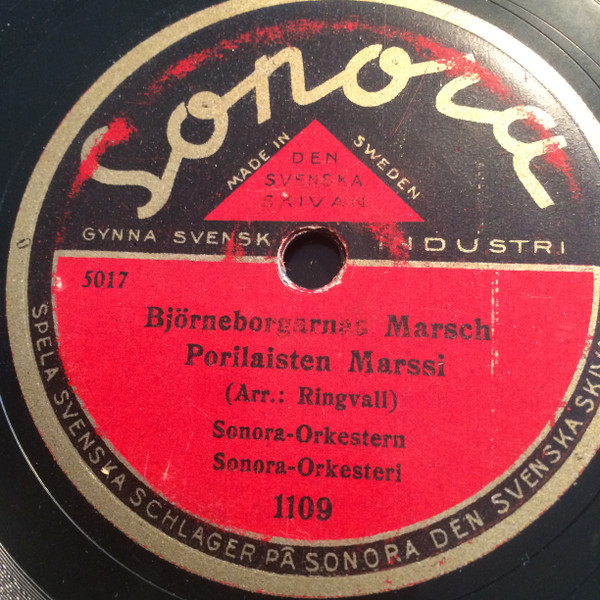 Sonora
MADE IN SWEDEN
DEN
SVENSKA
SKIVAN
GYNNA SVENSK INDUSTRI
5017
Björneborgarnas Marsch
Porilaisten Marssi
(Arr.: Ringvall)
Sonora-Orkestern
Sonora-Orkesteri
1109
SPELA SVENSKA SCHLAGER PÅ SONORA DEN SVENSKA SKIVAN